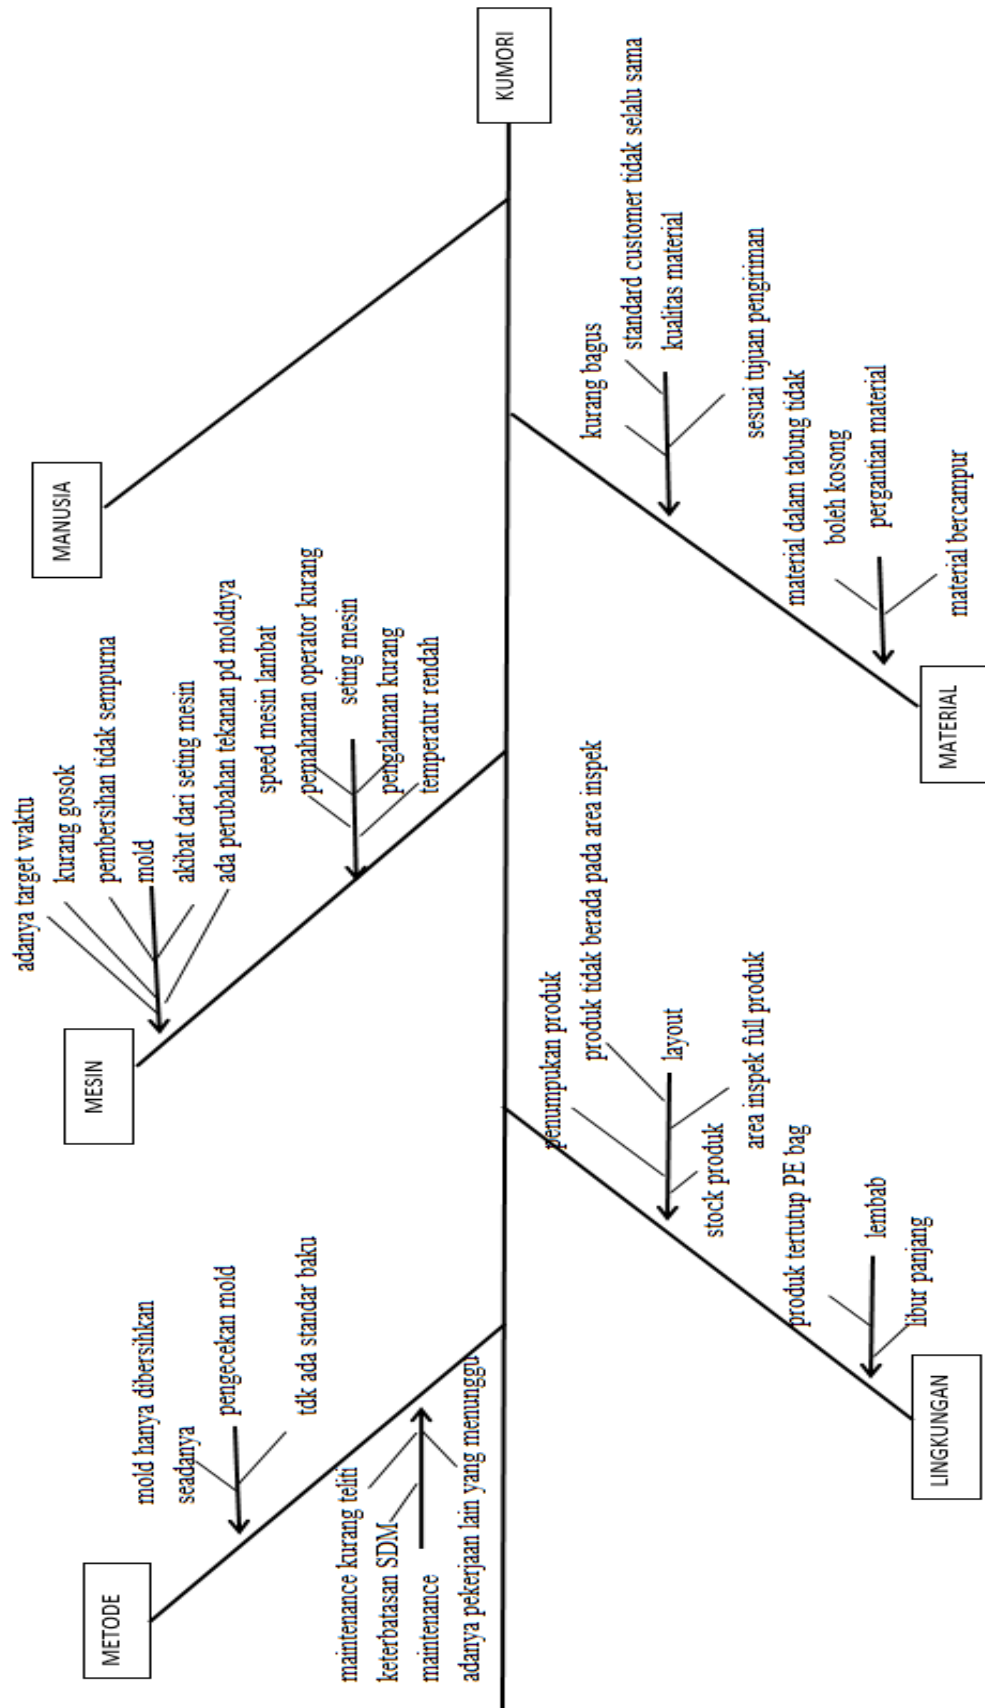 METODE
mold hanya dibersihkan
seadanya
pengecekan mold
tdk ada standar baku
maintenance kurang teliti
keterbatasan SDM
maintenance
adanya pekerjaan lain yang menunggu
MESIN
adanya target waktu
kurang gosok
pembersihan tidak sempurna
mold
akibat dari seting mesin
ada perubahan tekanan pd moldnya
speed mesin lambat
pemahaman operator kurang
seting mesin
pengalaman kurang
temperatur rendah
MANUSIA
KUMORI
LINGKUNGAN
penumpukan produk
produk tidak berada pada area inspek
layout
stock produk
area inspek full produk
produk tertutup PE bag
lembab
libur panjang
MATERIAL
kurang bagus
standard customer tidak selalu sama
kualitas material
sesuai tujuan pengiriman
material dalam tabung tidak
boleh kosong
pergantian material
material bercampur